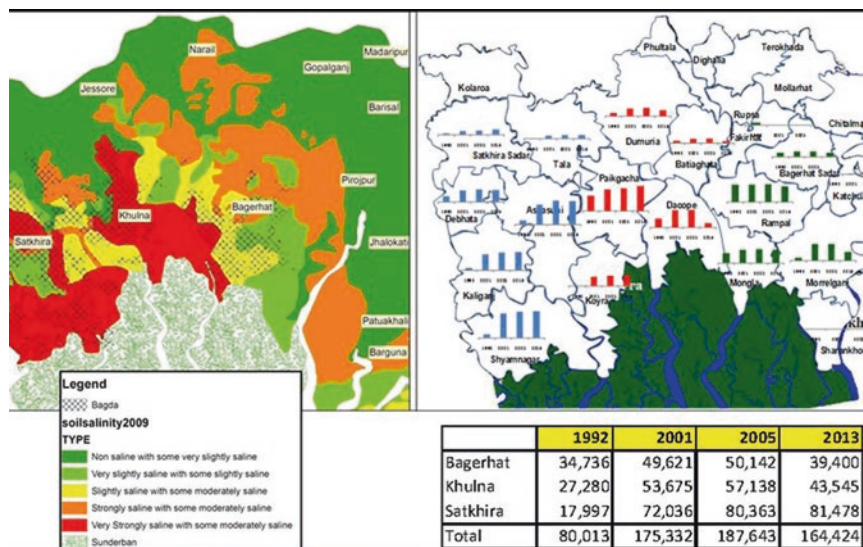 Narail
Madaripur
Gopalganj
Jessore
Barisal
Pirojpur
Khulna
Bagerhat
Satkhira
Jhalokati
Patuakhali
Barguna
Legend
Bagda
soilsalinity2009
TYPE
Non saline with some very slightly saline
Very slightly saline with some slightly saline
Slightly saline with some moderately saline
Strongly saline with some moderately saline
Very Strongly saline with some moderately saline
Sunderban
Phultala
Terokhada
Dighalia
Kolaroa
Mollarhat
Rupsa
Chitalma
Fakirhat
Dumuria
Satkhira Sadar
Tala
Batiaghata
Bagerhat Sadar
Paikgacha
Debhata
Dacope
Rampal
Kaliganj
Koyra
Mongla
Morrelganj
Shyamnagar
Sharankho
1992 2001 2005 2013
Bagerhat 34,736 49,621 50,142 39,400
Khulna 27,280 53,675 57,138 43,545
Satkhira 17,997 72,036 80,363 81,478
Total 80,013 175,332 187,643 164,424